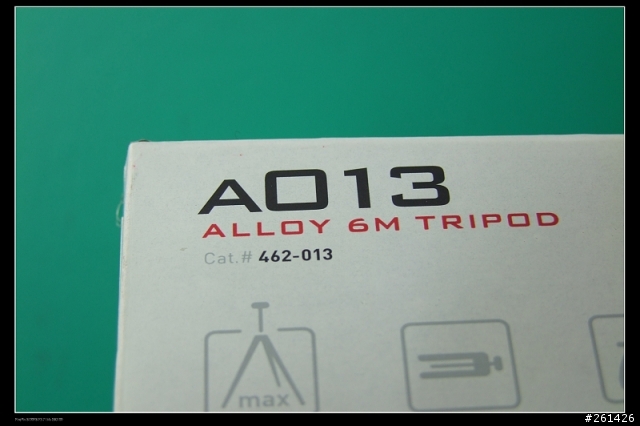 A013
ALLOY 6M TRIPOD
Cat.# 462-013
max
#261426